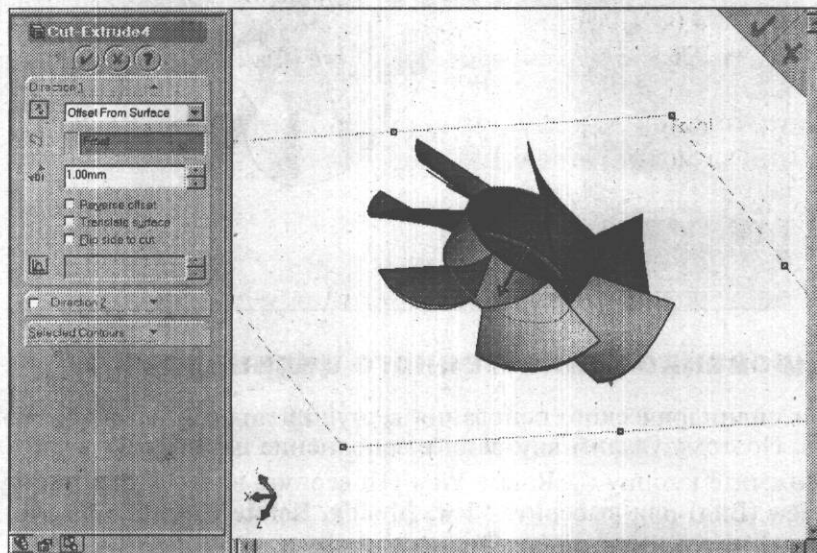 Cut-Extrude4
Direction 1
Offset From Surface
1.00mm
Reverse offset
Translate surface
Flip side to cut
Direction 2
Selected Contours